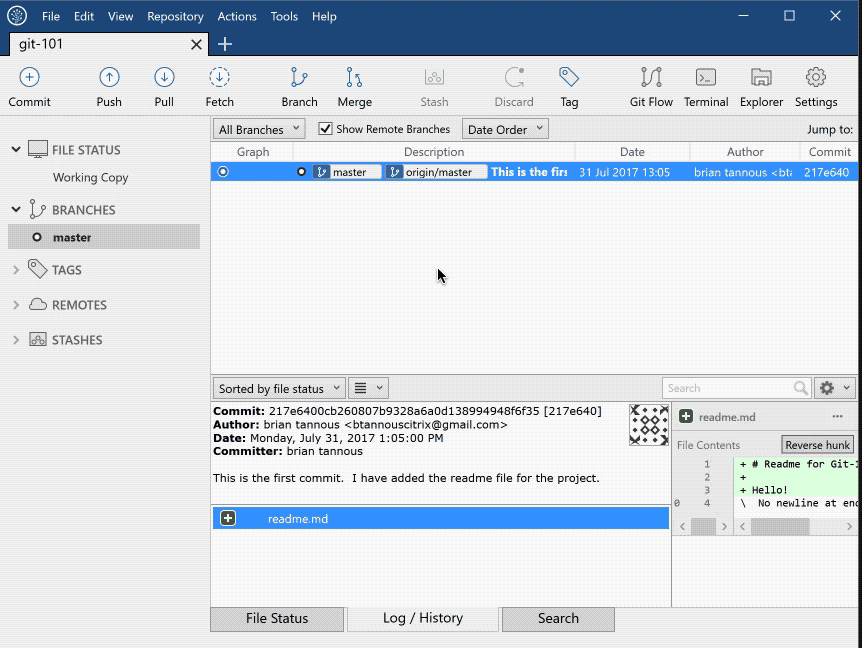 File Edit View Repository Actions Tools Help
git-101
Commit Push Pull Fetch Branch Merge Stash Discard Tag Git Flow Terminal Explorer Settings
All Branches Show Remote Branches Date Order Jump to:
FILE STATUS
Working Copy
BRANCHES
master
TAGS
REMOTES
STASHES
Graph Description Date Author Commit
master origin/master This is the firs 31 Jul 2017 13:05 brian tannous <bta 217e640
Sorted by file status Search
Commit: 217e6400cb260807b9328a6a0d138994948f6f35 [217e640]
Author: brian tannous <btannouscitrix@gmail.com>
Date: Monday, July 31, 2017 1:05:00 PM
Committer: brian tannous
This is the first commit. I have added the readme file for the project.
readme.md
readme.md
File Contents Reverse hunk
1 + # Readme for Git-1
2 +
3 + Hello!
0 4 \ No newline at end
File Status Log / History Search